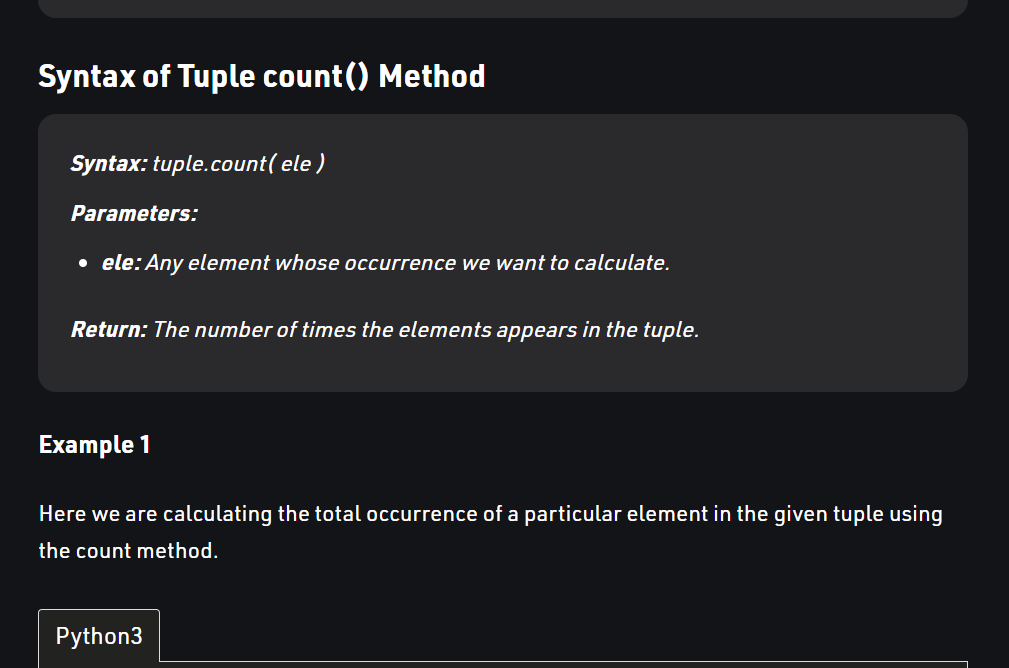 Syntax of Tuple count() Method
Syntax: tuple.count( ele )
Parameters:
ele: Any element whose occurrence we want to calculate.
Return: The number of times the elements appears in the tuple.
Example 1
Here we are calculating the total occurrence of a particular element in the given tuple using
the count method.
Python3